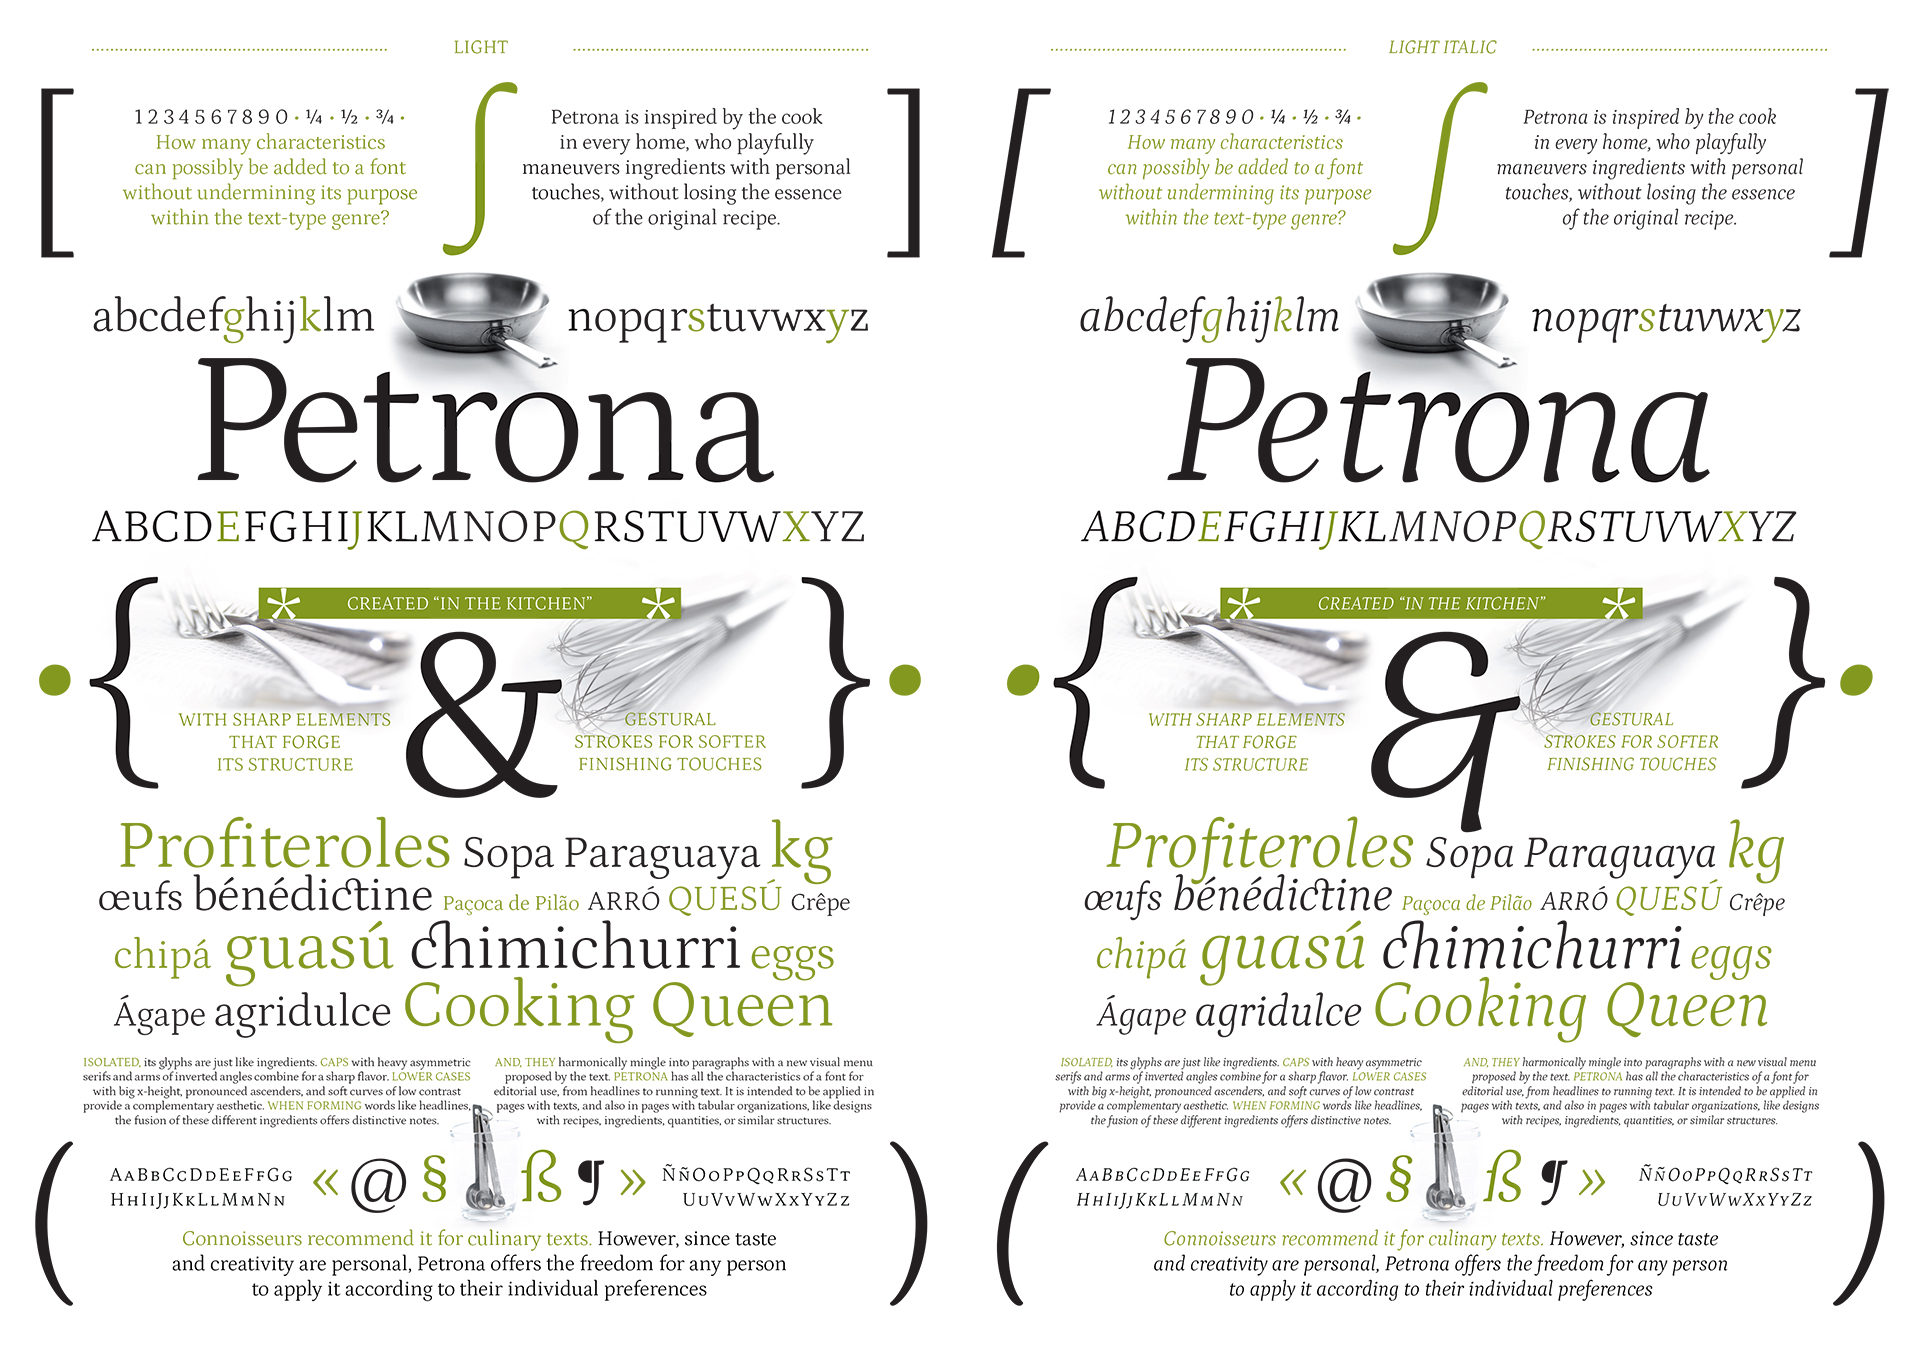 LIGHT
1 2 3 4 5 6 7 8 9 0 • ¼ • ½ • ¾ •
How many characteristics
can possibly be added to a font
without undermining its purpose
within the text-type genre?
∫
Petrona is inspired by the cook
in every home, who playfully
maneuvers ingredients with personal
touches, without losing the essence
of the original recipe.
abcdefghijklm
nopqrstuvwxyz
Petrona
ABCDEFGHIJKLMNOPQRSTUVWXYZ
* CREATED “IN THE KITCHEN” *
WITH SHARP ELEMENTS
THAT FORGE
ITS STRUCTURE
&
GESTURAL
STROKES FOR SOFTER
FINISHING TOUCHES
Profiteroles Sopa Paraguaya kg
œufs bénédictine Paçoca de Pilão ARRÓ QUESÚ Crêpe
chipá guasú chimichurri eggs
Ágape agridulce Cooking Queen
ISOLATED, its glyphs are just like ingredients. CAPS with heavy asymmetric
serifs and arms of inverted angles combine for a sharp flavor. LOWER CASES
with big x-height, pronounced ascenders, and soft curves of low contrast
provide a complementary aesthetic. WHEN FORMING words like headlines,
the fusion of these different ingredients offers distinctive notes.
AND, THEY harmonically mingle into paragraphs with a new visual menu
proposed by the text. PETRONA has all the characteristics of a font for
editorial use, from headlines to running text. It is intended to be applied in
pages with texts, and also in pages with tabular organizations, like designs
with recipes, ingredients, quantities, or similar structures.
AaBbCcDdEeFfGg
HhIiJjKkLlMmNn
« @ § ß ¶ »
ÑñOoPpQqRrSsTt
UuVvWwXxYyZz
Connoisseurs recommend it for culinary texts. However, since taste
and creativity are personal, Petrona offers the freedom for any person
to apply it according to their individual preferences
LIGHT ITALIC
1 2 3 4 5 6 7 8 9 0 • ¼ • ½ • ¾ •
How many characteristics
can possibly be added to a font
without undermining its purpose
within the text-type genre?
∫
Petrona is inspired by the cook
in every home, who playfully
maneuvers ingredients with personal
touches, without losing the essence
of the original recipe.
abcdefghijklm
nopqrstuvwxyz
Petrona
ABCDEFGHIJKLMNOPQRSTUVWXYZ
* CREATED “IN THE KITCHEN” *
WITH SHARP ELEMENTS
THAT FORGE
ITS STRUCTURE
&
GESTURAL
STROKES FOR SOFTER
FINISHING TOUCHES
Profiteroles Sopa Paraguaya kg
œufs bénédictine Paçoca de Pilão ARRÓ QUESÚ Crêpe
chipá guasú chimichurri eggs
Ágape agridulce Cooking Queen
ISOLATED, its glyphs are just like ingredients. CAPS with heavy asymmetric
serifs and arms of inverted angles combine for a sharp flavor. LOWER CASES
with big x-height, pronounced ascenders, and soft curves of low contrast
provide a complementary aesthetic. WHEN FORMING words like headlines,
the fusion of these different ingredients offers distinctive notes.
AND, THEY harmonically mingle into paragraphs with a new visual menu
proposed by the text. PETRONA has all the characteristics of a font for
editorial use, from headlines to running text. It is intended to be applied in
pages with texts, and also in pages with tabular organizations, like designs
with recipes, ingredients, quantities, or similar structures.
AaBbCcDdEeFfGg
HhIiJjKkLlMmNn
« @ § ß ¶ »
ÑñOoPpQqRrSsTt
UuVvWwXxYyZz
Connoisseurs recommend it for culinary texts. However, since taste
and creativity are personal, Petrona offers the freedom for any person
to apply it according to their individual preferences